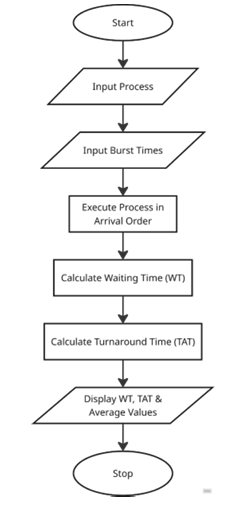 Start
Input Process
Input Burst Times
Execute Process in
Arrival Order
Calculate Waiting Time (WT)
Calculate Turnaround Time (TAT)
Display WT, TAT &
Average Values
Stop